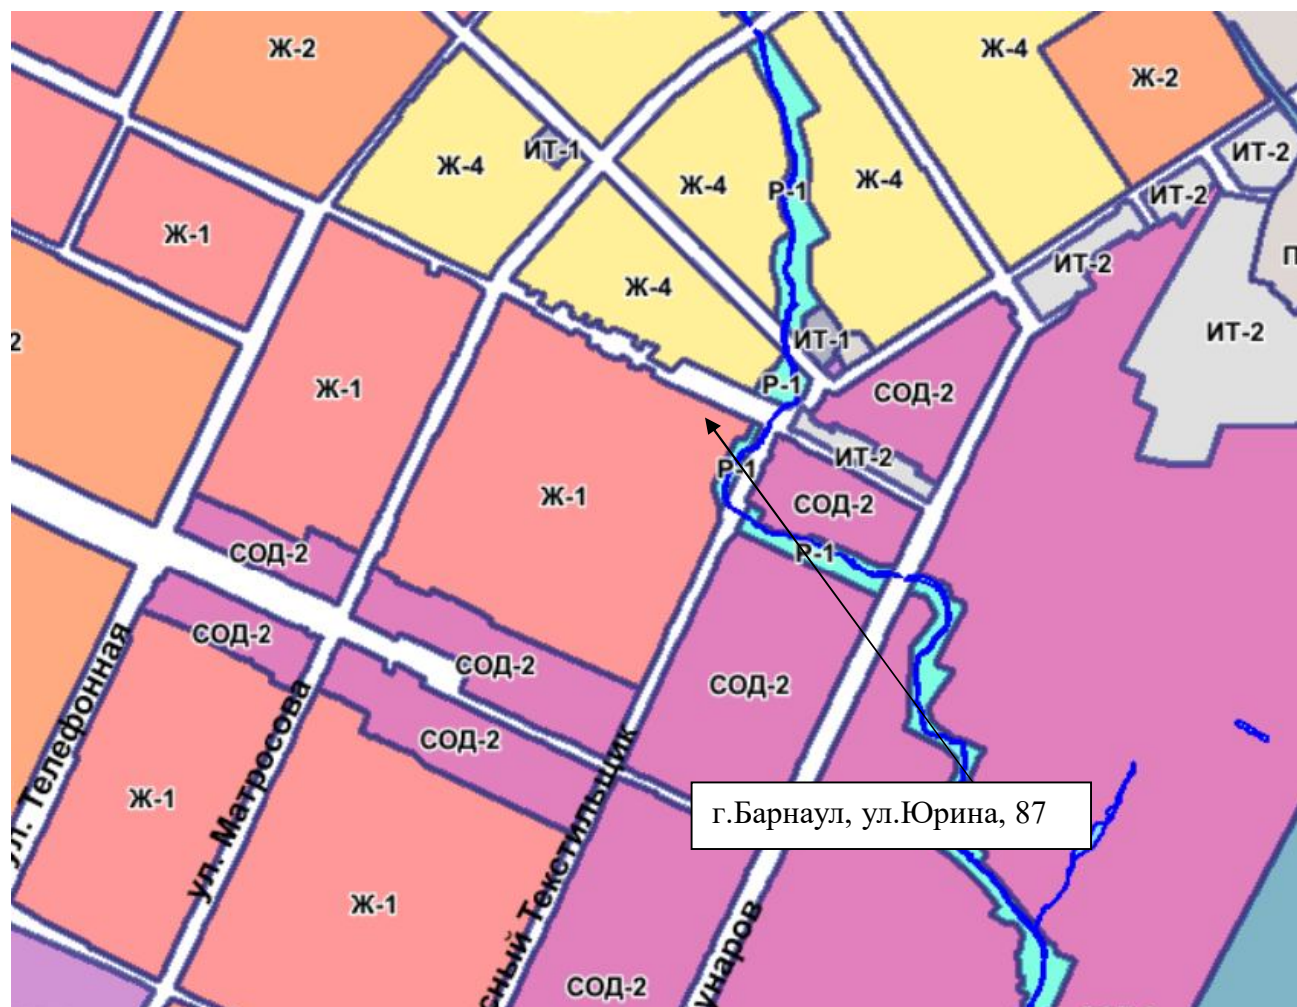 Ж-2
Ж-4
Ж-2
ИТ-1
ИТ-2
Ж-4
Ж-4
Р-1
Ж-4
ИТ-2
Ж-1
П
ИТ-2
Ж-4
ИТ-2
2
ИТ-1
Ж-1
Р-1
СОД-2
Р-1
ИТ-2
Ж-1
СОД-2
СОД-2
Р-1
СОД-2
СОД-2
СОД-2
СОД-2
Ж-1
г.Барнаул, ул.Юрина, 87
ул. Телефонная
ул. Матросова
сный Текстильщик
унаров
Ж-1
СОД-2